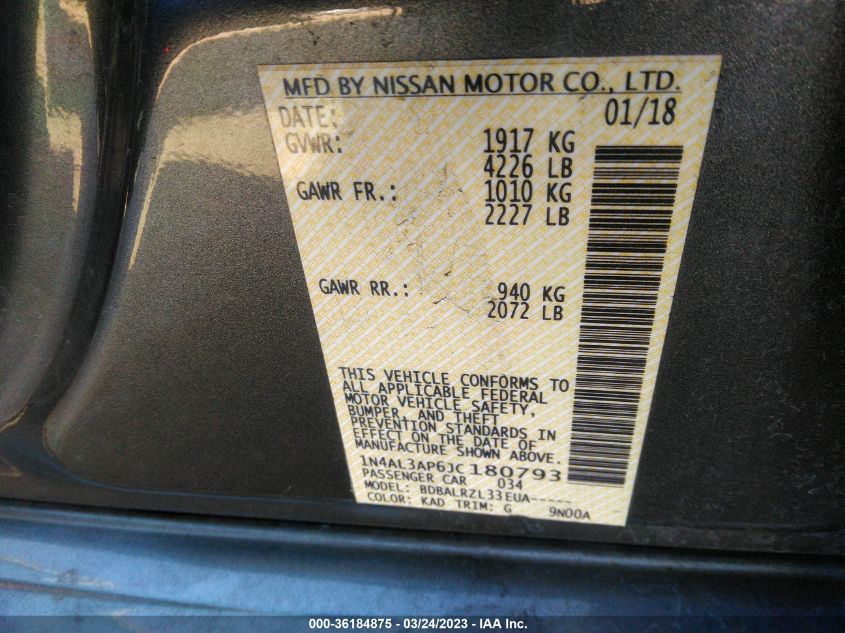 MFD BY NISSAN MOTOR CO., LTD.
DATE: 01/18
GVWR: 1917 KG
4226 LB
GAWR FR.: 1010 KG
2227 LB
GAWR RR.: 940 KG
2072 LB
THIS VEHICLE CONFORMS TO
ALL APPLICABLE FEDERAL
MOTOR VEHICLE SAFETY,
BUMPER, AND THEFT
PREVENTION STANDARDS IN
EFFECT ON THE DATE OF
MANUFACTURE SHOWN ABOVE.
1N4AL3AP6JC180793
PASSENGER CAR 034
MODEL: BDBALRZL33EUA-----
COLOR: KAD TRIM: G 9N00A
000-36184875 — 03/24/2023 — IAA Inc.